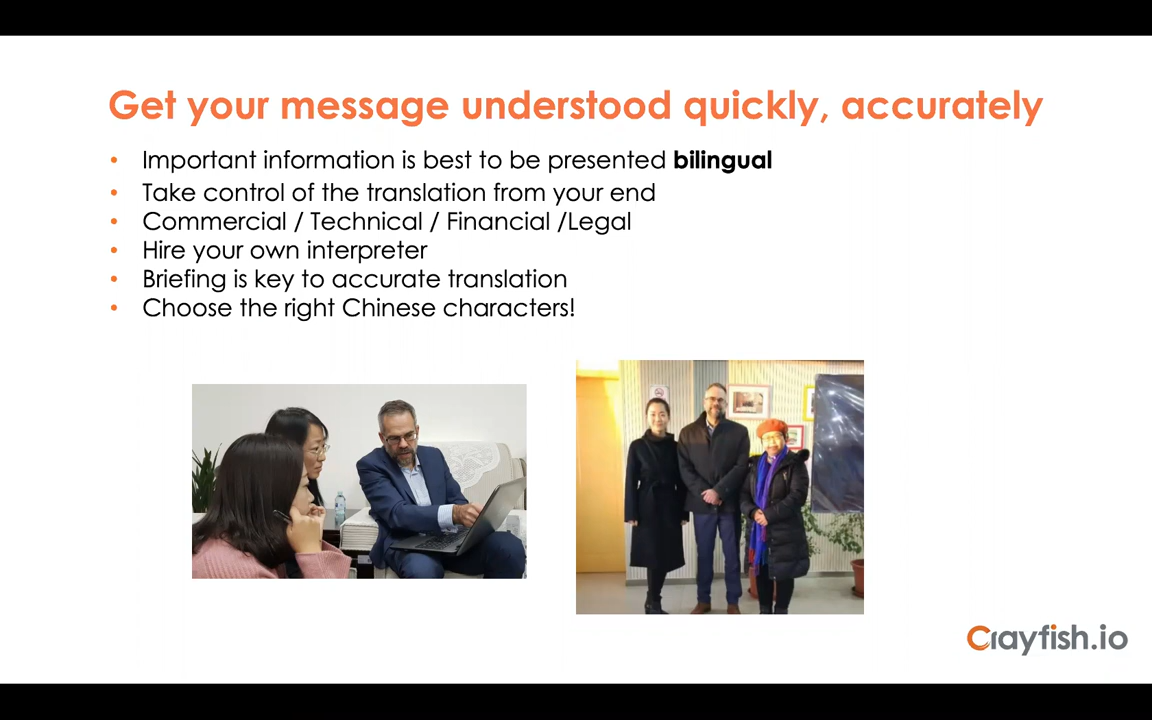 Get your message understood quickly, accurately
• Important information is best to be presented bilingual
• Take control of the translation from your end
• Commercial / Technical / Financial /Legal
• Hire your own interpreter
• Briefing is key to accurate translation
• Choose the right Chinese characters!
Crayfish.io